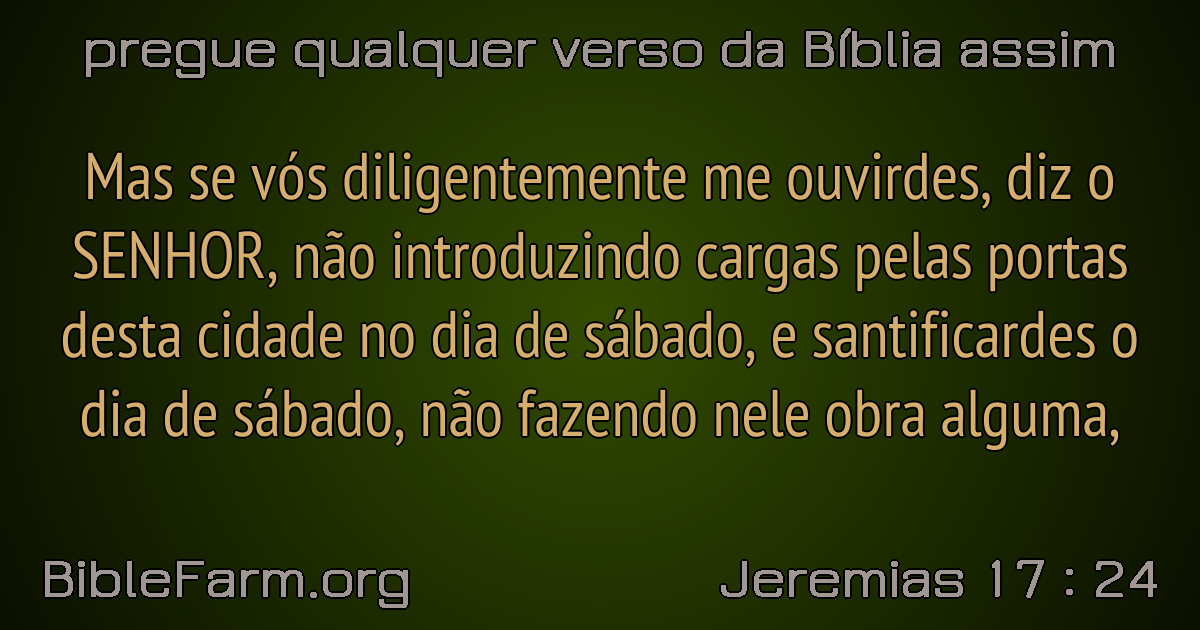 pregue qualquer verso da Bíblia assim
Mas se vós diligentemente me ouvirdes, diz o
SENHOR, não introduzindo cargas pelas portas
desta cidade no dia de sábado, e santificardes o
dia de sábado, não fazendo nele obra alguma,
BibleFarm.org
Jeremias 17 : 24